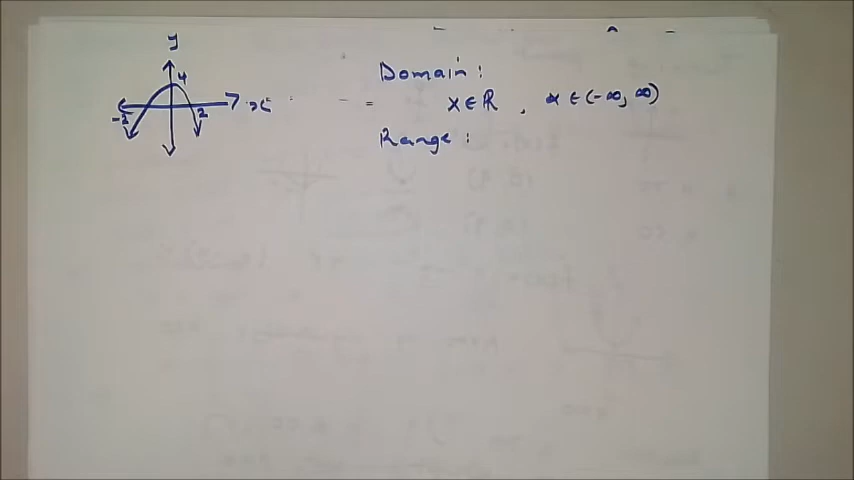 y
4
x
-2
2
Domain :
x ∈ R , x ∈ (-∞, ∞)
Range :